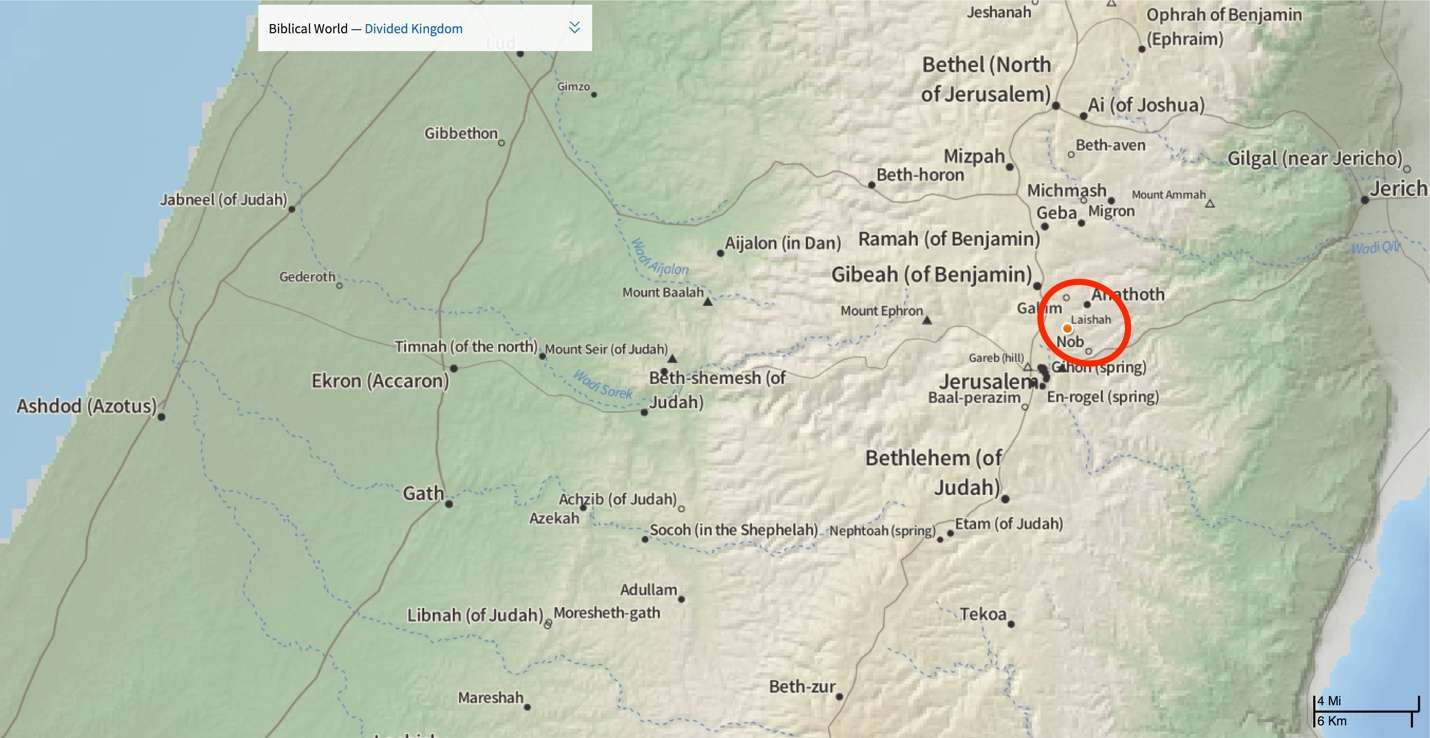 Biblical World — Divided Kingdom
Jeshanah
Ophrah of Benjamin
(Ephraim)
Lud
Bethel (North
of Jerusalem)
Gimzo
Ai (of Joshua)
Gibbethon
Beth-aven
Mizpah
Gilgal (near Jericho)
Beth-horon
Jabneel (of Judah)
Michmash
Mount Ammah
Jerich
Geba
Migron
Aijalon (in Dan)
Ramah (of Benjamin)
Wadi Aijalon
Wadi Qilt
Gibeah (of Benjamin)
Gederoth
Mount Baalah
Anathoth
Mount Ephron
Gallim
Laishah
Nob
Timnah (of the north)
Mount Seir (of Judah)
Gareb (hill)
Gihon (spring)
Ekron (Accaron)
Wadi Sorek
Beth-shemesh (of
Judah)
Jerusalem
Baal-perazim
En-rogel (spring)
Ashdod (Azotus)
Bethlehem (of
Judah)
Gath
Achzib (of Judah)
Azekah
Socoh (in the Shephelah)
Nephtoah (spring)
Etam (of Judah)
Adullam
Libnah (of Judah)
Moresheth-gath
Tekoa
Beth-zur
Mareshah
4 Mi
6 Km